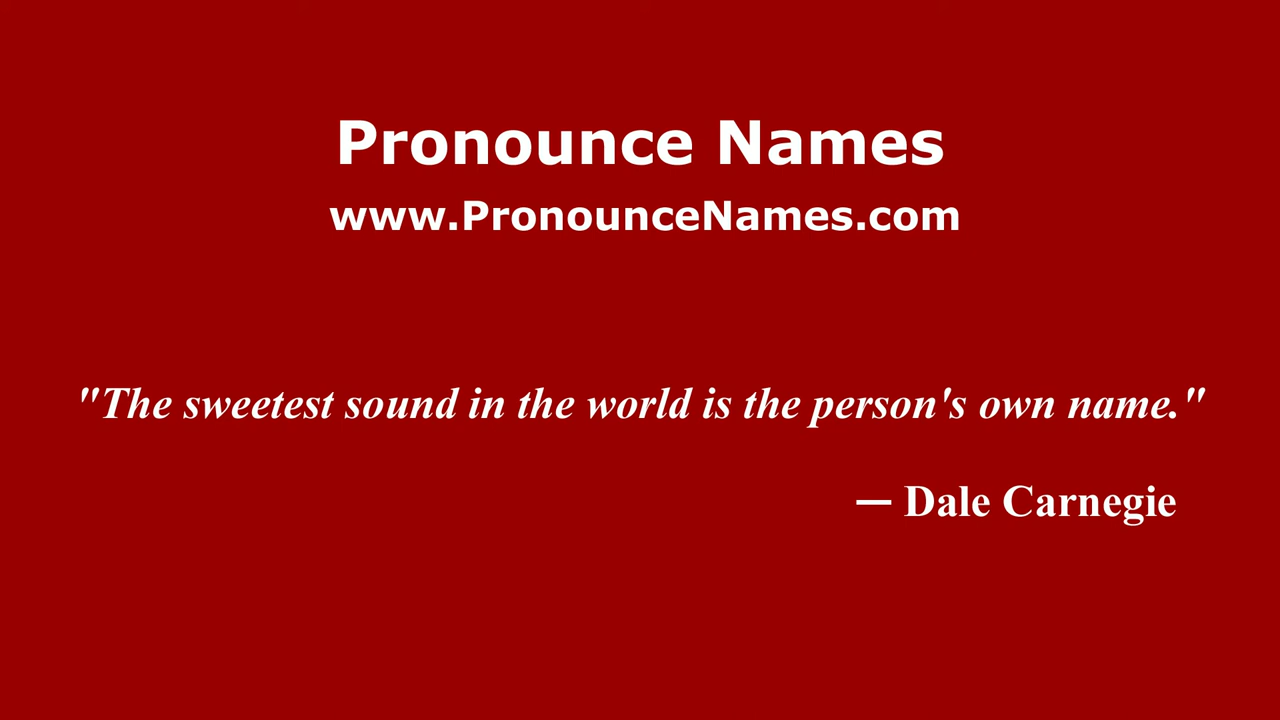 Pronounce Names
www.PronounceNames.com
"The sweetest sound in the world is the person's own name."
— Dale Carnegie